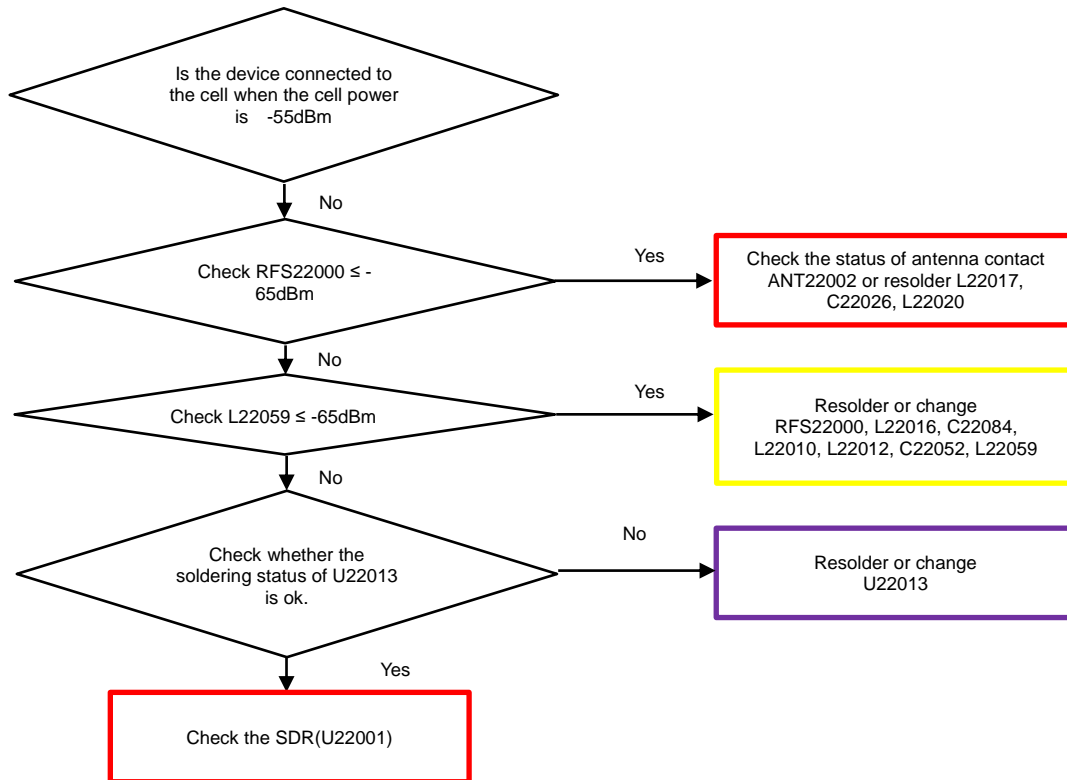 Is the device connected to
the cell when the cell power
is -55dBm
No
Check RFS22000 ≤ -
65dBm
Yes
Check the status of antenna contact
ANT22002 or resolder L22017,
C22026, L22020
No
Check L22059 ≤ -65dBm
Yes
Resolder or change
RFS22000, L22016, C22084,
L22010, L22012, C22052, L22059
No
Check whether the
soldering status of U22013
is ok.
No
Resolder or change
U22013
Yes
Check the SDR(U22001)